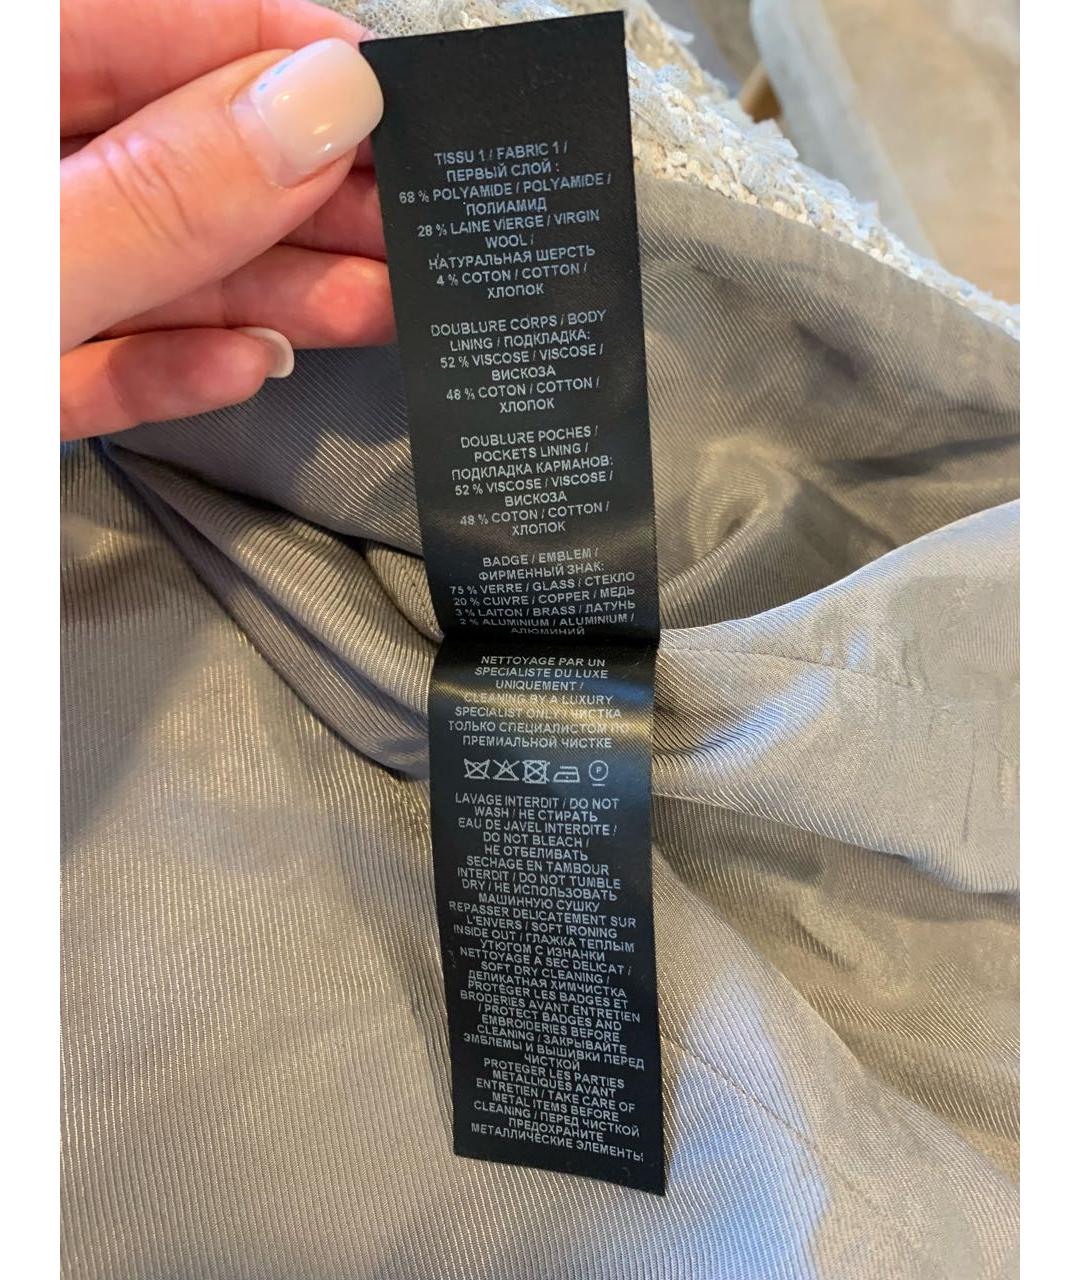 TISSU 1 / FABRIC 1 /
ПЕРВЫЙ СЛОЙ :
68 % POLYAMIDE / POLYAMIDE /
ПОЛИАМИД
28 % LAINE VIERGE / VIRGIN
WOOL /
НАТУРАЛЬНАЯ ШЕРСТЬ
4 % COTON / COTTON /
ХЛОПОК
DOUBLURE CORPS / BODY
LINING / ПОДКЛАДКА:
52 % VISCOSE / VISCOSE /
ВИСКОЗА
48 % COTON / COTTON /
ХЛОПОК
DOUBLURE POCHES /
POCKETS LINING /
ПОДКЛАДКА КАРМАНОВ:
52 % VISCOSE / VISCOSE /
ВИСКОЗА
48 % COTON / COTTON /
ХЛОПОК
BADGE / EMBLEM /
ФИРМЕННЫЙ ЗНАК:
75 % VERRE / GLASS / СТЕКЛО
20 % CUIVRE / COPPER / МЕДЬ
3 % LAITON / BRASS / ЛАТУНЬ
2 % ALUMINIUM / ALUMINIUM /
АЛЮМИНИЙ
NETTOYAGE PAR UN
SPECIALISTE DU LUXE
UNIQUEMENT /
CLEANING BY A LUXURY
SPECIALIST ONLY / ЧИСТКА
ТОЛЬКО СПЕЦИАЛИСТОМ ПО
ПРЕМИАЛЬНОЙ ЧИСТКЕ
P
LAVAGE INTERDIT / DO NOT
WASH / НЕ СТИРАТЬ
EAU DE JAVEL INTERDITE /
DO NOT BLEACH /
НЕ ОТБЕЛИВАТЬ
SECHAGE EN TAMBOUR
INTERDIT / DO NOT TUMBLE
DRY / НЕ ИСПОЛЬЗОВАТЬ
МАШИННУЮ СУШКУ
REPASSER DELICATEMENT SUR
L'ENVERS / SOFT IRONING
INSIDE OUT / ГЛАЖКА ТЕПЛЫМ
УТЮГОМ С ИЗНАНКИ
NETTOYAGE A SEC DELICAT /
SOFT DRY CLEANING /
ДЕЛИКАТНАЯ ХИМЧИСТКА
PROTÉGER LES BADGES ET
BRODERIES AVANT ENTRETIEN
/ PROTECT BADGES AND
EMBROIDERIES BEFORE
CLEANING / ЗАКРЫВАЙТЕ
ЭМБЛЕМЫ И ВЫШИВКИ ПЕРЕД
ЧИСТКОЙ
PROTEGER LES PARTIES
METALLIQUES AVANT
ENTRETIEN / TAKE CARE OF
METAL ITEMS BEFORE
CLEANING / ПЕРЕД ЧИСТКОЙ
ПРЕДОХРАНИТЕ
МЕТАЛЛИЧЕСКИЕ ЭЛЕМЕНТЫ